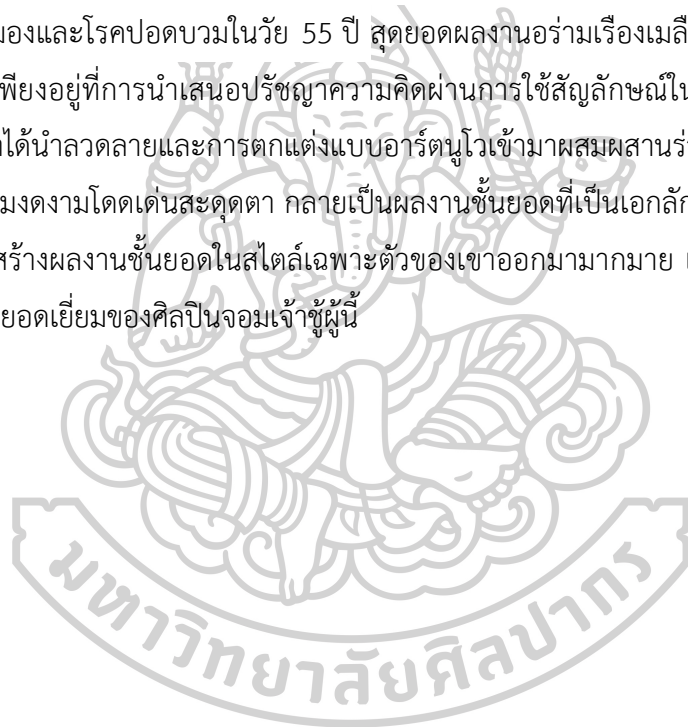 มองและโรคปอดบวมในวัย 55 ปี สุดยอดผลงานอร่ามเรืองเมลือ
พียงอยู่ที่การนำเสนอปรัชญาความคิดผ่านการใช้สัญลักษณ์ใน
าได้นำลวดลายและการตกแต่งแบบอาร์ตนูโวเข้ามาผสมผสานร่
มงดงามโดดเด่นสะดุดตา กลายเป็นผลงานชั้นยอดที่เป็นเอกลัก
สร้างผลงานชั้นยอดในสไตล์เฉพาะตัวของเขาออกมามากมาย แ
ยอดเยี่ยมของศิลปินจอมเจ้าชู้ผู้นี้
มหาวิทยาลัยศิลปากร